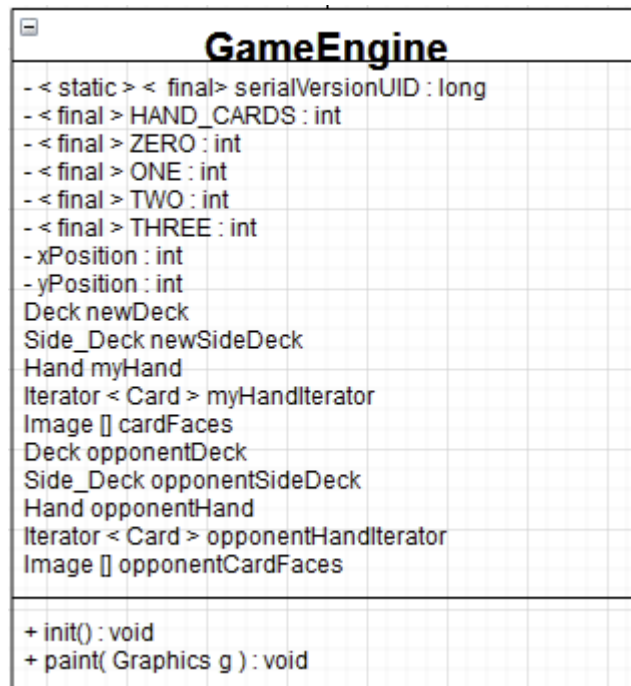 GameEngine
- < static > < final> serialVersionUID : long
- < final > HAND_CARDS : int
- < final > ZERO : int
- < final > ONE : int
- < final > TWO : int
- < final > THREE : int
- xPosition : int
- yPosition : int
Deck newDeck
Side_Deck newSideDeck
Hand myHand
Iterator < Card > myHandIterator
Image [] cardFaces
Deck opponentDeck
Side_Deck opponentSideDeck
Hand opponentHand
Iterator < Card > opponentHandIterator
Image [] opponentCardFaces
+ init() : void
+ paint( Graphics g ) : void